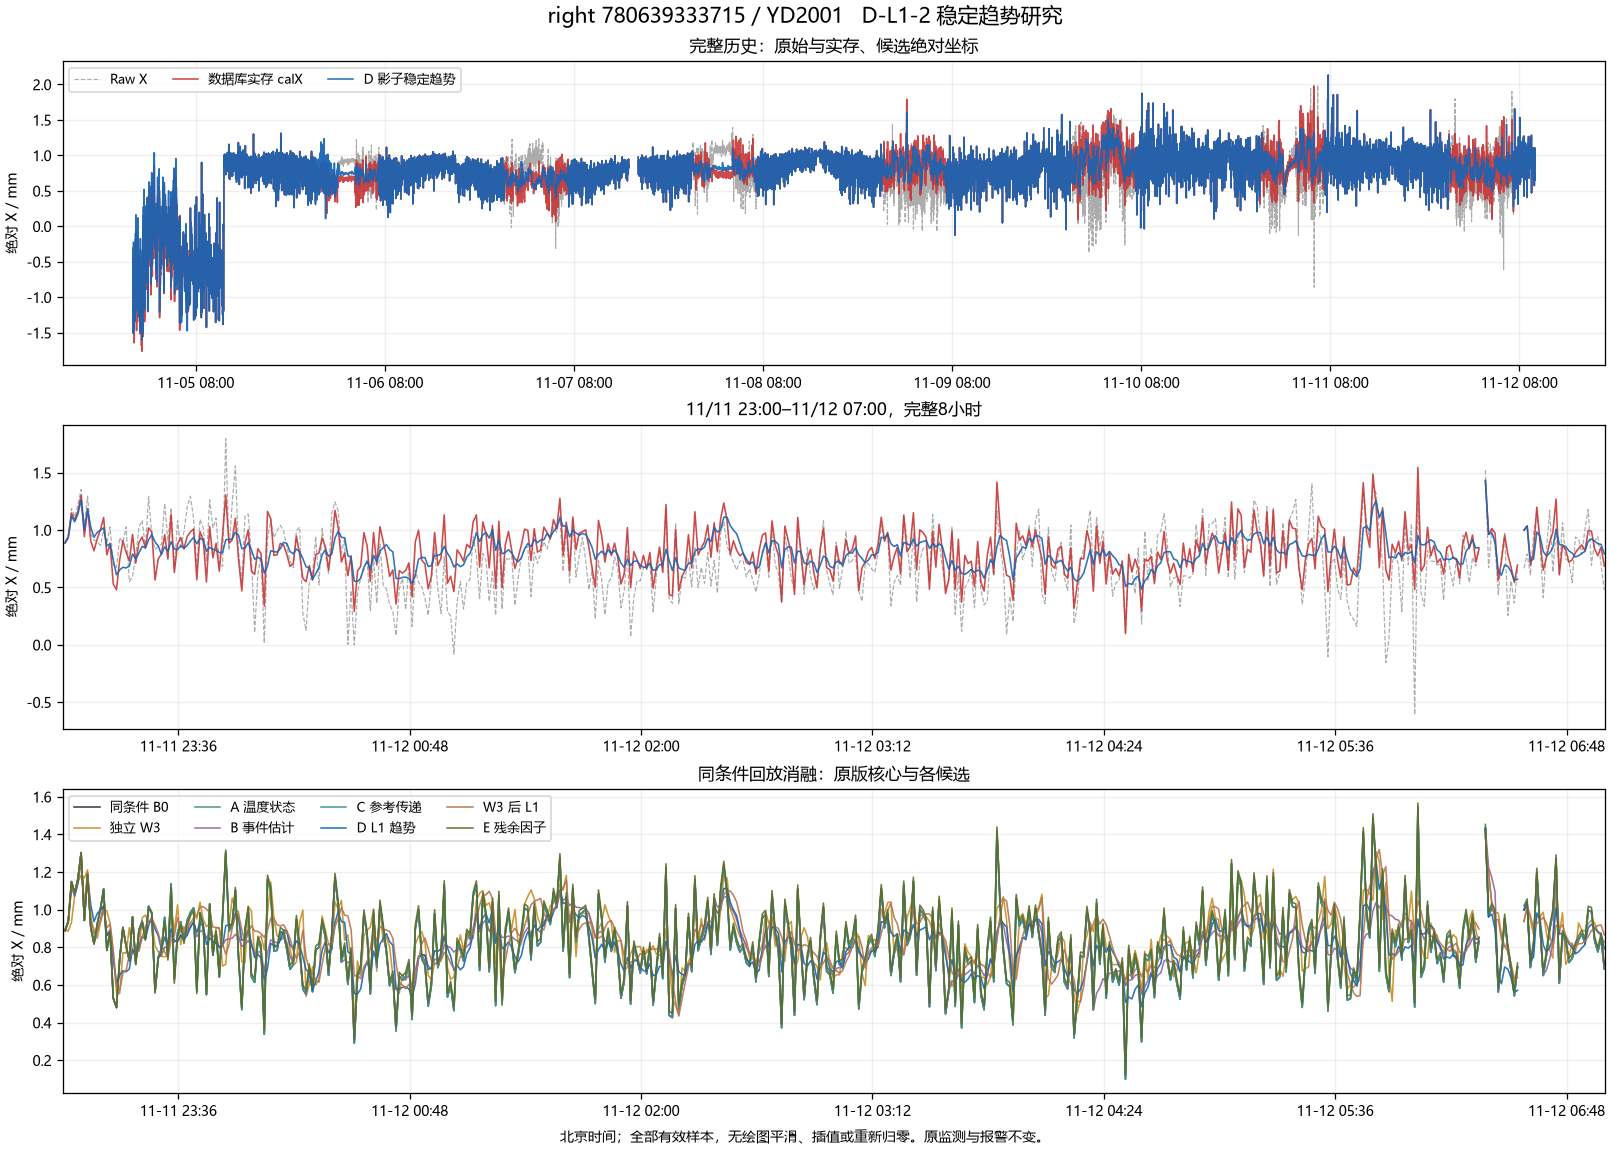 right 780639333715 / YD2001   D-L1-2 稳定趋势研究
完整历史：原始与实存、候选绝对坐标
Raw X
数据库实存 calX
D 影子稳定趋势
绝对 X / mm
2.0
1.5
1.0
0.5
0.0
-0.5
-1.0
-1.5
11-05 08:00
11-06 08:00
11-07 08:00
11-08 08:00
11-09 08:00
11-10 08:00
11-11 08:00
11-12 08:00
11/11 23:00–11/12 07:00，完整8小时
绝对 X / mm
1.5
1.0
0.5
0.0
-0.5
11-11 23:36
11-12 00:48
11-12 02:00
11-12 03:12
11-12 04:24
11-12 05:36
11-12 06:48
同条件回放消融：原版核心与各候选
同条件 B0
A 温度状态
C 参考传递
W3 后 L1
独立 W3
B 事件估计
D L1 趋势
E 残余因子
绝对 X / mm
1.6
1.4
1.2
1.0
0.8
0.6
0.4
0.2
11-11 23:36
11-12 00:48
11-12 02:00
11-12 03:12
11-12 04:24
11-12 05:36
11-12 06:48
北京时间；全部有效样本，无绘图平滑、插值或重新归零。原监测与报警不变。